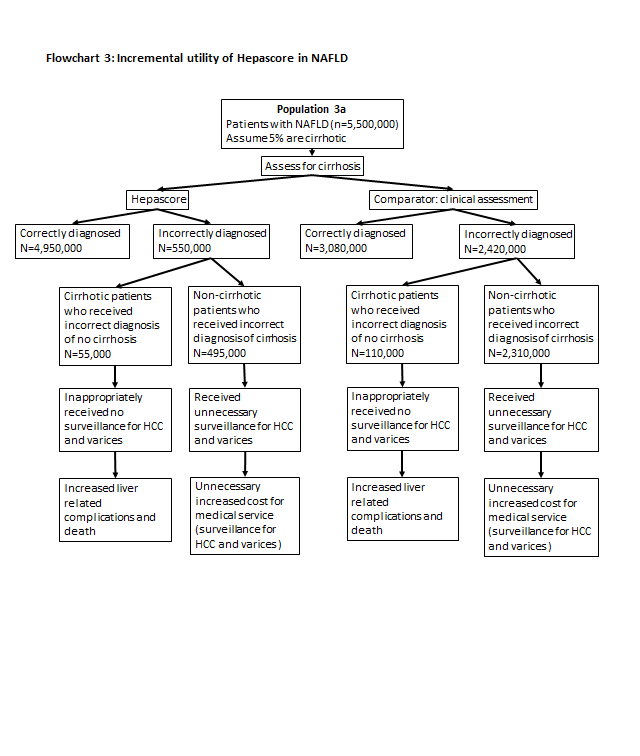 Flowchart 3: Incremental utility of Hepascore in NAFLD
Population 3a
Patients with NAFLD (n=5,500,000)
Assume 5% are cirrhotic
Assess for cirrhosis
Hepascore
Comparator: clinical assessment
Correctly diagnosed
N=4,950,000
Incorrectly diagnosed
N=550,000
Correctly diagnosed
N=3,080,000
Incorrectly diagnosed
N=2,420,000
Cirrhotic patients
who received
incorrect diagnosis
of no cirrhosis
N=55,000
Non-cirrhotic
patients who
received incorrect
diagnosis of cirrhosis
N=495,000
Cirrhotic patients
who received
incorrect diagnosis
of no cirrhosis
N=110,000
Non-cirrhotic
patients who
received incorrect
diagnosis of cirrhosis
N=2,310,000
Inappropriately
received no
surveillance for HCC
and varices
Received
unnecessary
surveillance for HCC
and varices
Inappropriately
received no
surveillance for HCC
and varices
Received
unnecessary
surveillance for HCC
and varices
Increased liver
related
complications and
death
Unnecessary
increased cost for
medical service
(surveillance for
HCC and varices)
Increased liver
related
complications and
death
Unnecessary
increased cost for
medical service
(surveillance for HCC
and varices)